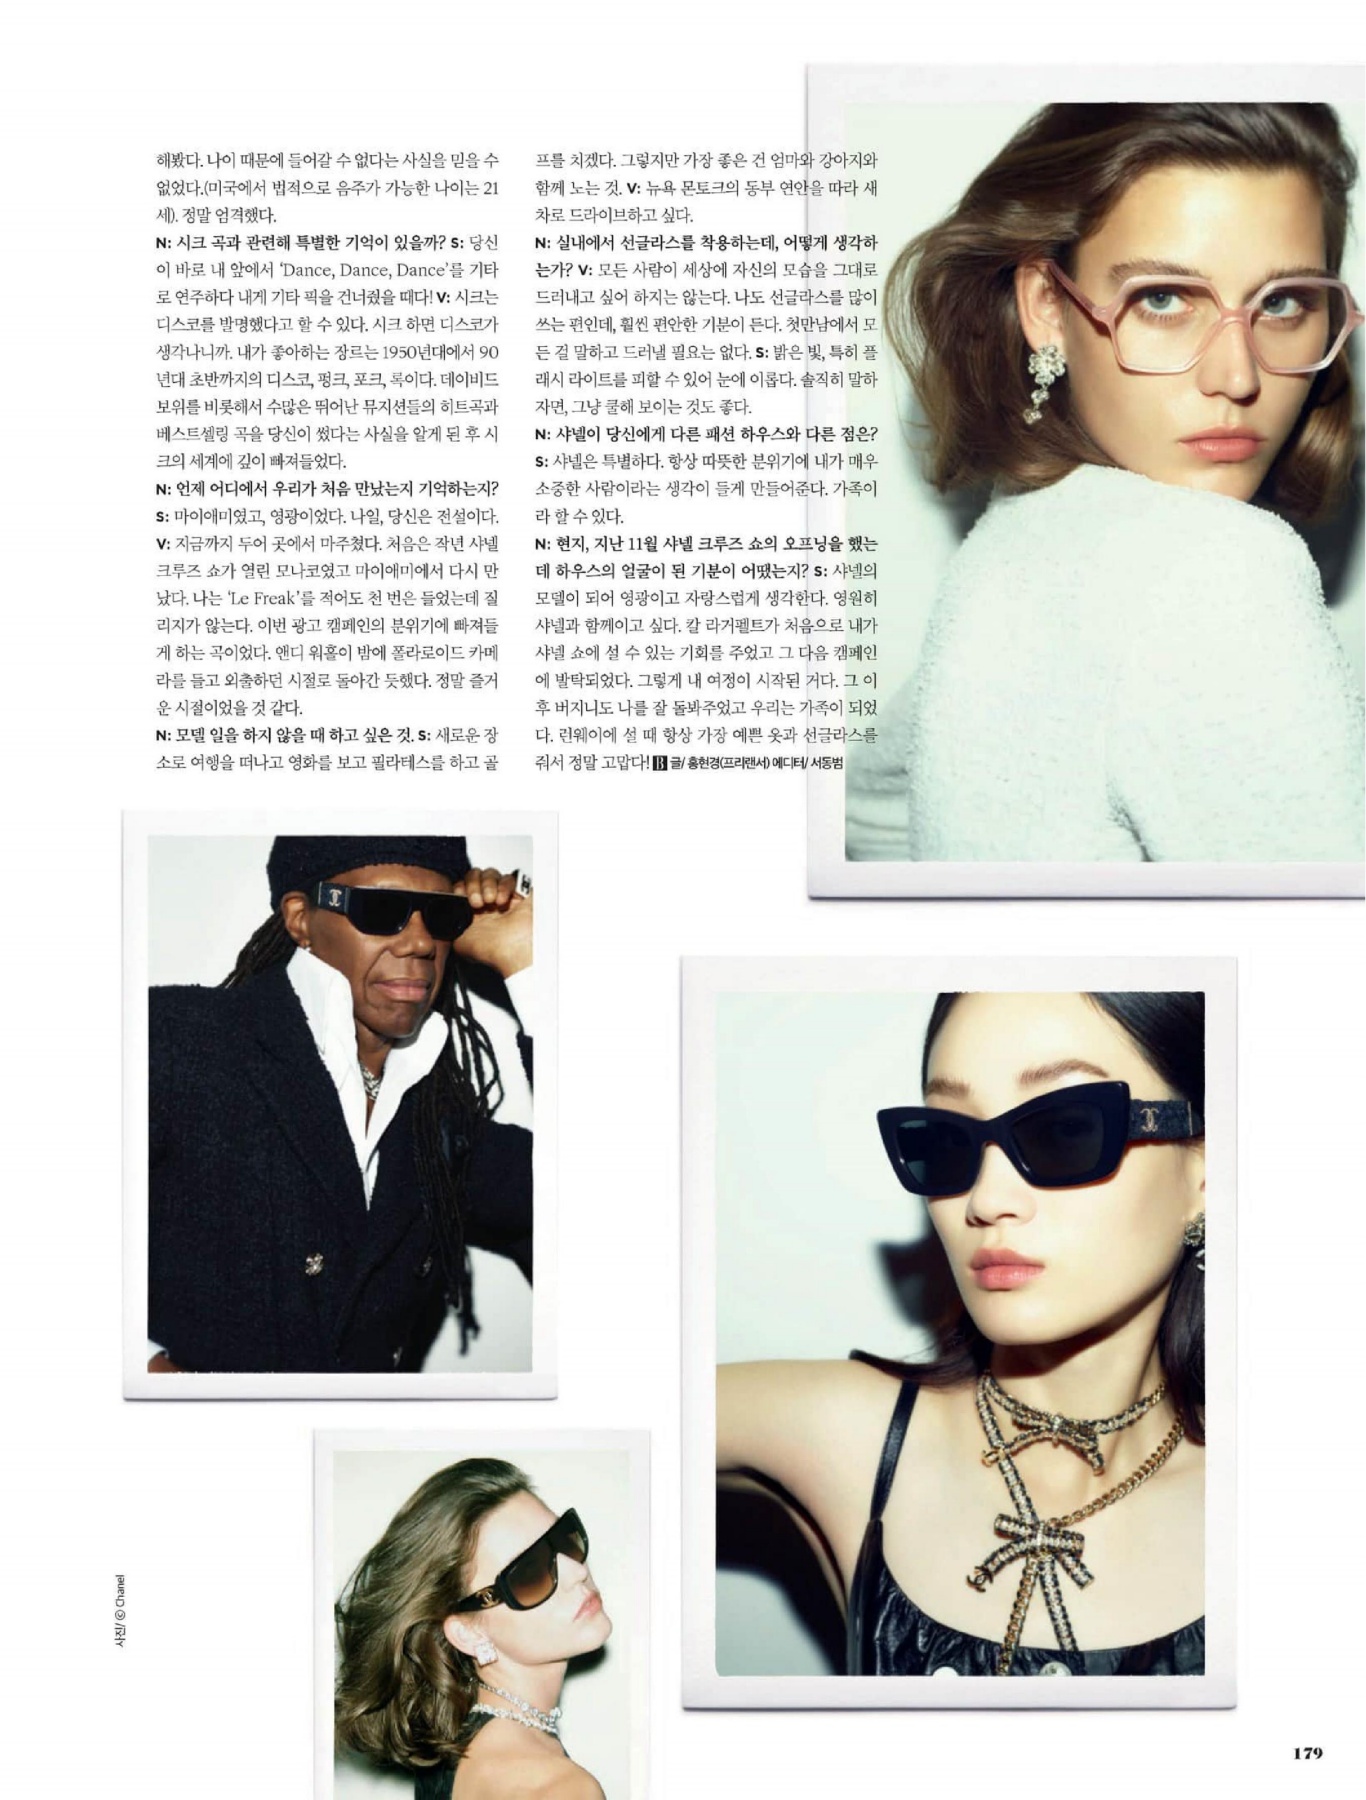 해봤다. 나이 때문에 들어갈 수 없다는 사실을 믿을 수
없었다.(미국에서 법적으로 음주가 가능한 나이는 21
세). 정말 엄격했다.
N: 시크 곡과 관련해 특별한 기억이 있을까? S: 당신
이 바로 내 앞에서 ‘Dance, Dance, Dance’를 기타
로 연주하다 내게 기타 픽을 건너줬을 때다! V: 시크는
디스코를 발명했다고 할 수 있다. 시크 하면 디스코가
생각나니까. 내가 좋아하는 장르는 1950년대에서 90
년대 초반까지의 디스코, 펑크, 포크, 록이다. 데이비드
보위를 비롯해서 수많은 뛰어난 뮤지션들의 히트곡과
베스트셀링 곡을 당신이 썼다는 사실을 알게 된 후 시
크의 세계에 깊이 빠져들었다.
N: 언제 어디에서 우리가 처음 만났는지 기억하는지?
S: 마이애미였고, 영광이었다. 나일, 당신은 전설이다.
V: 지금까지 두어 곳에서 마주쳤다. 처음은 작년 샤넬
크루즈 쇼가 열린 모나코였고 마이애미에서 다시 만
났다. 나는 ‘Le Freak’를 적어도 천 번은 들었는데 질
리지가 않는다. 이번 광고 캠페인의 분위기에 빠져들
게 하는 곡이었다. 앤디 워홀이 밤에 폴라로이드 카메
라를 들고 외출하던 시절로 돌아간 듯했다. 정말 즐거
운 시절이었을 것 같다.
N: 모델 일을 하지 않을 때 하고 싶은 것. S: 새로운 장
소로 여행을 떠나고 영화를 보고 필라테스를 하고 골
프를 치겠다. 그렇지만 가장 좋은 건 엄마와 강아지와
함께 노는 것. V: 뉴욕 몬토크의 동부 연안을 따라 새
차로 드라이브하고 싶다.
N: 실내에서 선글라스를 착용하는데, 어떻게 생각하
는가? V: 모든 사람이 세상에 자신의 모습을 그대로
드러내고 싶어 하지는 않는다. 나도 선글라스를 많이
쓰는 편인데, 훨씬 편안한 기분이 든다. 첫만남에서 모
든 걸 말하고 드러낼 필요는 없다. S: 밝은 빛, 특히 플
래시 라이트를 피할 수 있어 눈에 이롭다. 솔직히 말하
자면, 그냥 쿨해 보이는 것도 좋다.
N: 샤넬이 당신에게 다른 패션 하우스와 다른 점은?
S: 샤넬은 특별하다. 항상 따뜻한 분위기에 내가 매우
소중한 사람이라는 생각이 들게 만들어준다. 가족이
라 할 수 있다.
N: 현지, 지난 11월 샤넬 크루즈 쇼의 오프닝을 했는
데 하우스의 얼굴이 된 기분이 어땠는지? S: 샤넬의
모델이 되어 영광이고 자랑스럽게 생각한다. 영원히
샤넬과 함께이고 싶다. 칼 라거펠트가 처음으로 내가
샤넬 쇼에 설 수 있는 기회를 주었고 그 다음 캠페인
에 발탁되었다. 그렇게 내 여정이 시작된 거다. 그 이
후 버지니도 나를 잘 돌봐주었고 우리는 가족이 되었
다. 런웨이에 설 때 항상 가장 예쁜 옷과 선글라스를
줘서 정말 고맙다! B 글/ 홍현경(프리랜서) 에디터/ 서동범
사진/ © Chanel
179